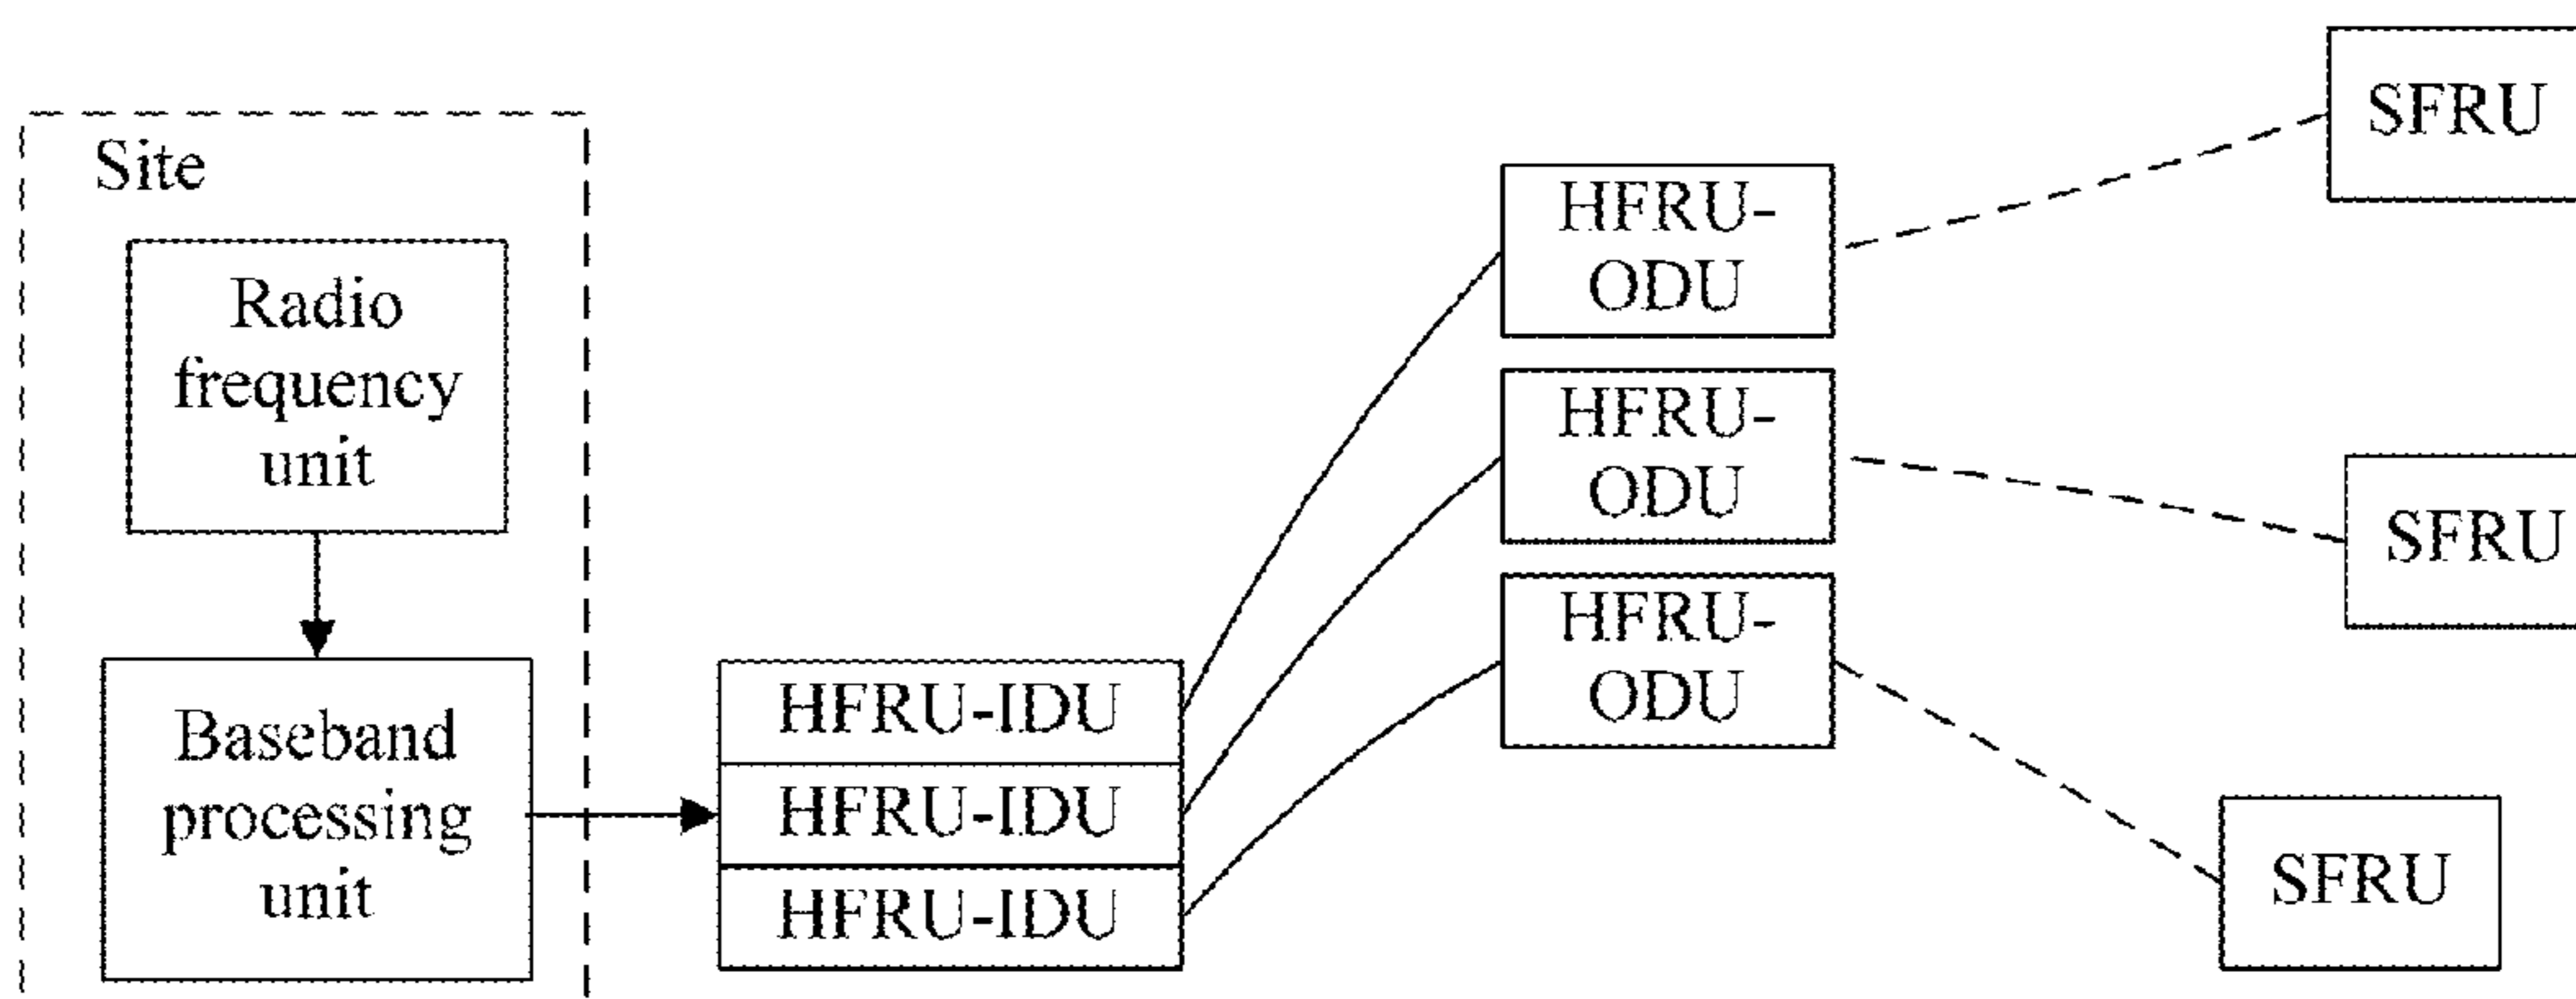 Site
Radio
frequency
unit
Baseband
processing
unit
HFRU-IDU
HFRU-IDU
HFRU-IDU
HFRU-
ODU
HFRU-
ODU
HFRU-
ODU
SFRU
SFRU
SFRU